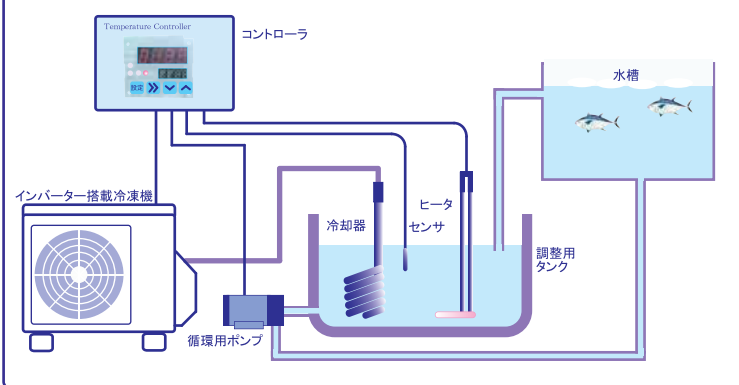 Temperature Controller
設定
コントローラ
水槽
インバーター搭載冷凍機
ヒータ
冷却器
センサ
調整用
タンク
循環用ポンプ